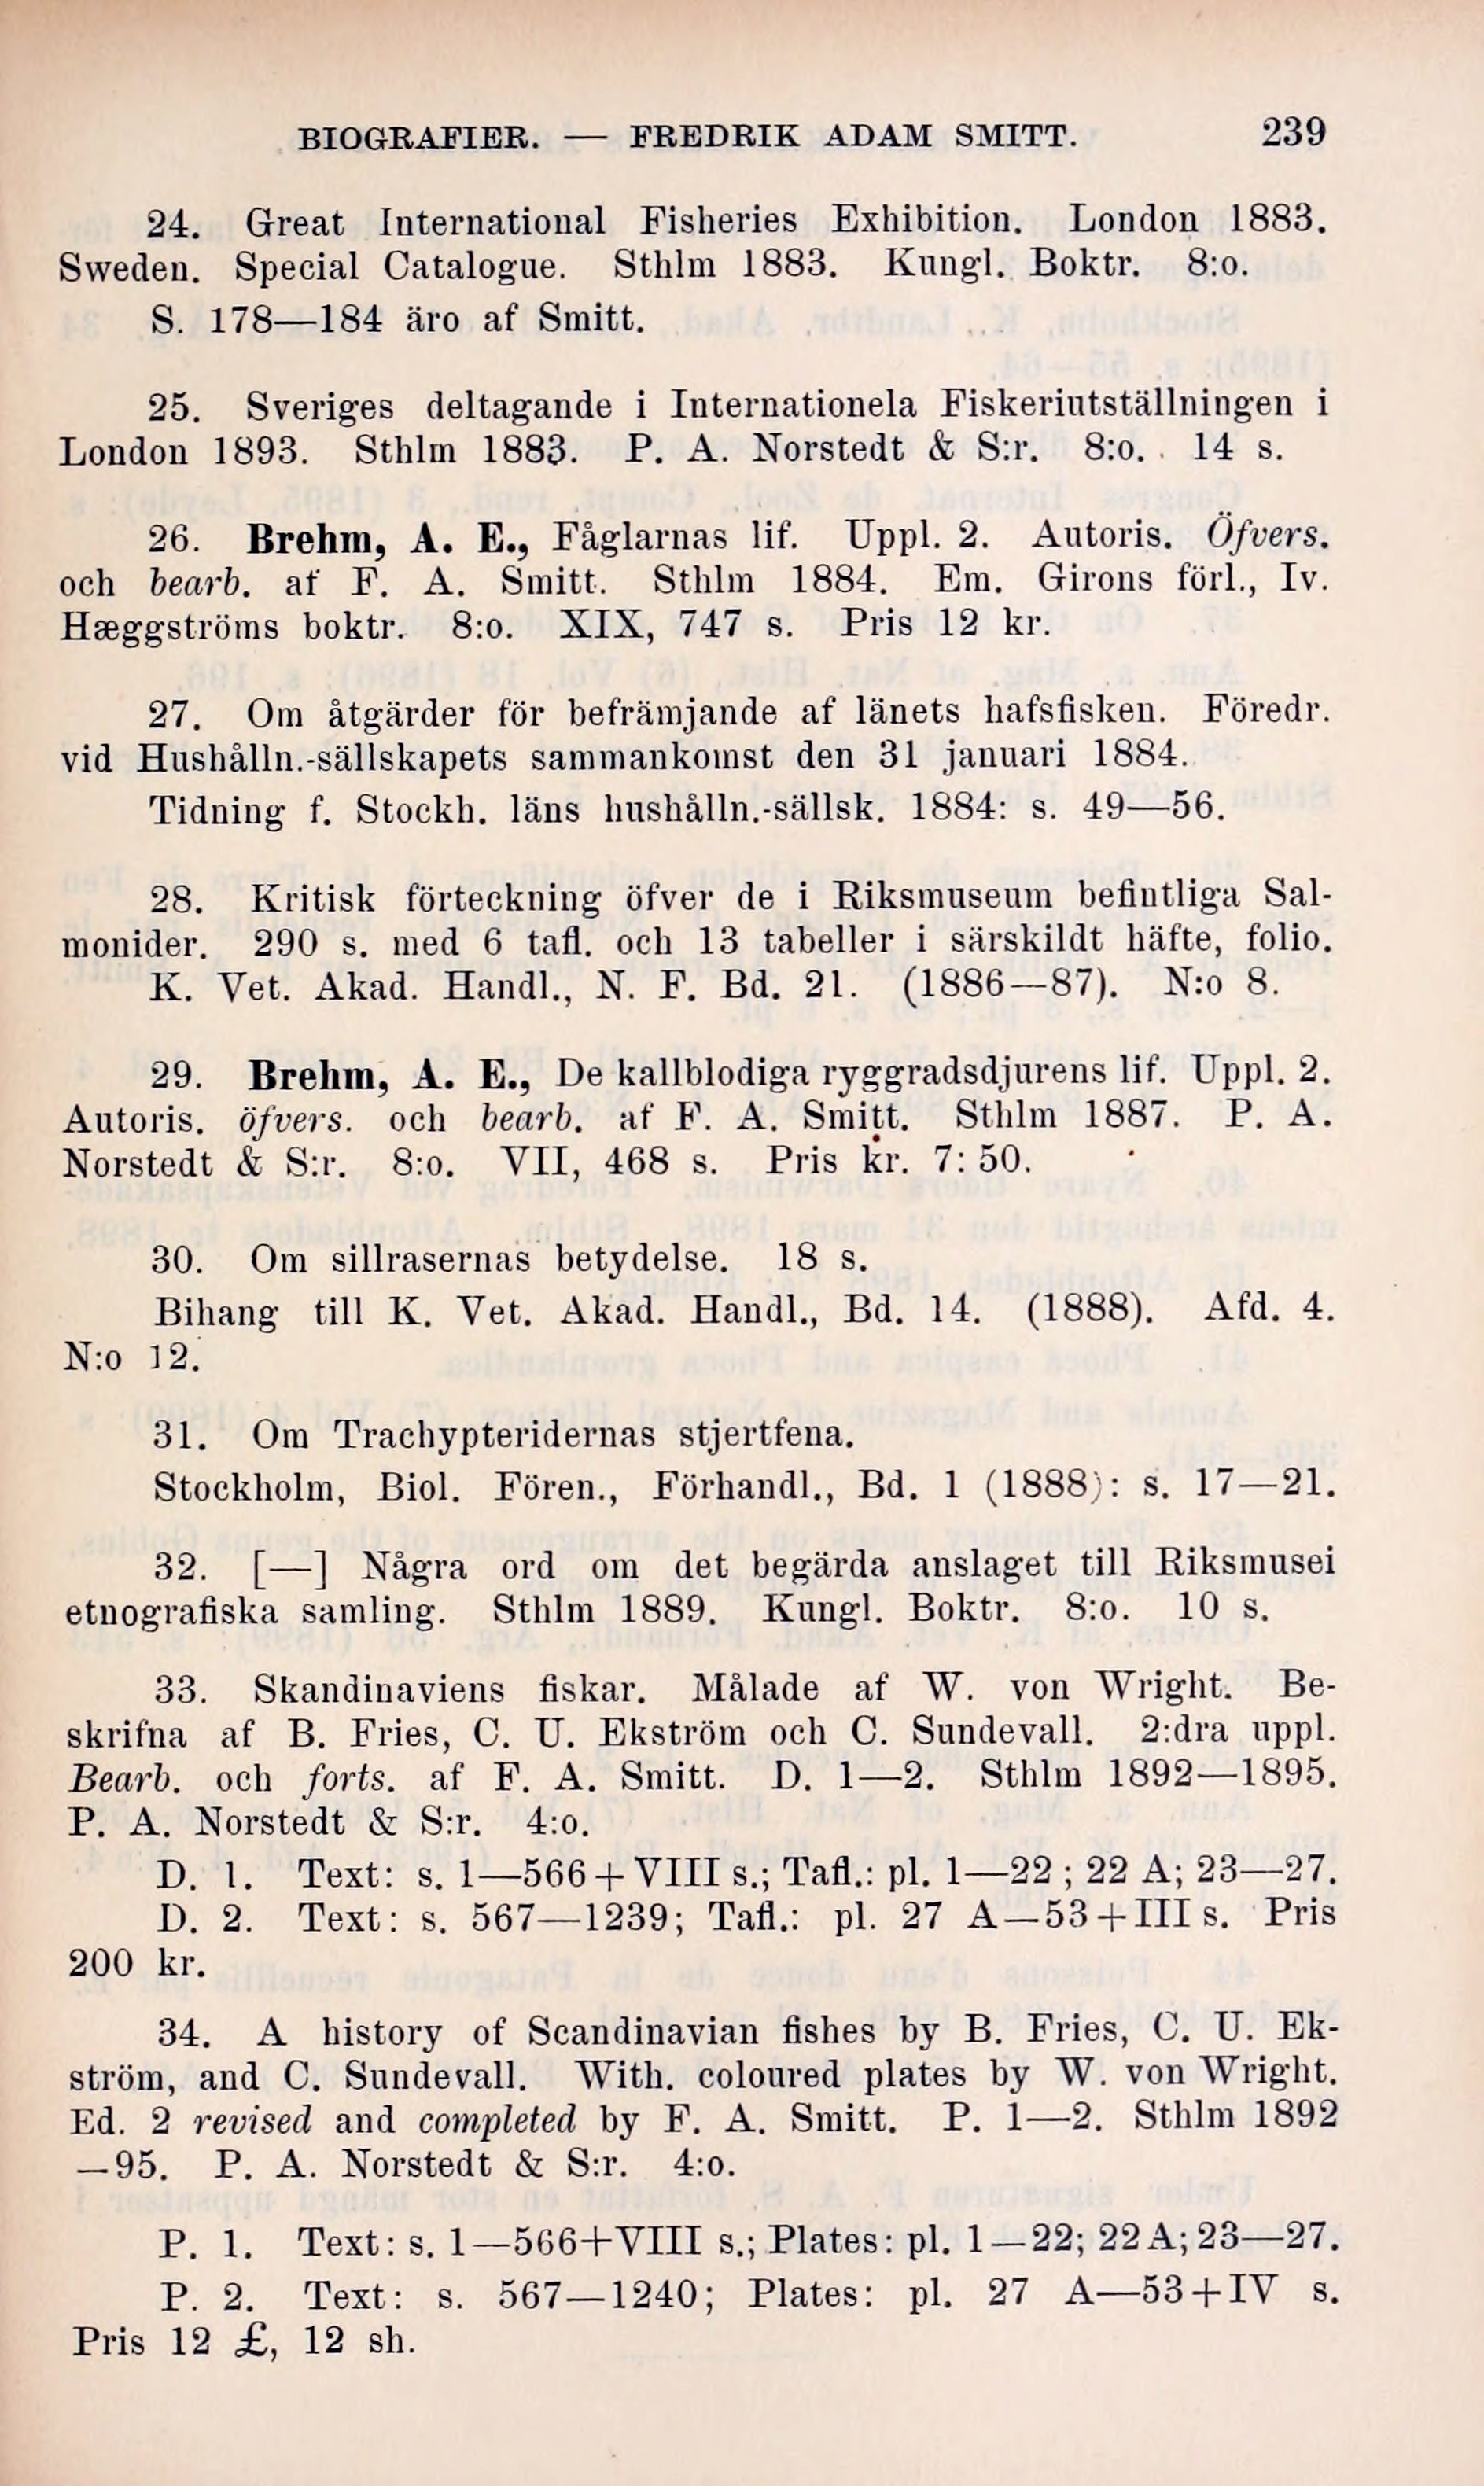 BIOGRAFIER. — FREDRIK ADAM SMITT. 239
24. Great International Fisheries Exhibition. London 1883.
Sweden. Special Catalogue. Sthlm 1883. Kungl. Boktr. 8:o.
S. 178—184 äro af Smitt.
25. Sveriges deltagande i Internationela Fiskeriutställningen i
London 1893. Sthlm 1883. P. A. Norstedt & S:r. 8:o. 14 s.
26. Brehm, A. E., Fåglarnas lif. Uppl. 2. Autoris. Öfvers.
och bearb. af F. A. Smitt. Sthlm 1884. Em. Girons förl., Iv.
Hæggströms boktr. 8:o. XIX, 747 s. Pris 12 kr.
27. Om åtgärder för befrämjande af länets hafsfisken. Föredr.
vid Hushålln.-sällskapets sammankomst den 31 januari 1884.
Tidning f. Stockh. läns hushålln.-sällsk. 1884: s. 49—56.
28. Kritisk förteckning öfver de i Riksmuseum befintliga Sal-
monider. 290 s. med 6 tafl. och 13 tabeller i särskildt häfte, folio.
K. Vet. Akad. Handl., N. F. Bd. 21. (1886—87). N:o 8.
29. Brehm, A. E., De kallblodiga ryggradsdjurens lif. Uppl. 2.
Autoris. öfvers. och bearb. af F. A. Smitt. Sthlm 1887. P. A.
Norstedt & S:r. 8:o. VII, 468 s. Pris kr. 7: 50.
30. Om sillrasernas betydelse. 18 s.
Bihang till K. Vet. Akad. Handl., Bd. 14. (1888). Afd. 4.
N:o 12.
31. Om Trachypteridernas stjertfena.
Stockholm, Biol. Fören., Förhandl., Bd. 1 (1888): s. 17—21.
32. [—] Några ord om det begärda anslaget till Riksmusei
etnografiska samling. Sthlm 1889. Kungl. Boktr. 8:o. 10 s.
33. Skandinaviens fiskar. Målade af W. von Wright. Be-
skrifna af B. Fries, C. U. Ekström och C. Sundevall. 2:dra uppl.
Bearb. och forts. af F. A. Smitt. D. 1—2. Sthlm 1892—1895.
P. A. Norstedt & S:r. 4:o.
D. 1. Text: s. 1—566 + VIII s.; Tafl.: pl. 1—22 ; 22 A; 23—27.
D. 2. Text: s. 567—1239; Tafl.: pl. 27 A—53 + III s. Pris
200 kr.
34. A history of Scandinavian fishes by B. Fries, C. U. Ek-
ström, and C. Sundevall. With. coloured plates by W. von Wright.
Ed. 2 revised and completed by F. A. Smitt. P. 1—2. Sthlm 1892
—95. P. A. Norstedt & S:r. 4:o.
P. 1. Text: s. 1—566+VIII s.; Plates: pl. 1—22; 22 A; 23—27.
P. 2. Text: s. 567—1240; Plates: pl. 27 A—53 + IV s.
Pris 12 £, 12 sh.